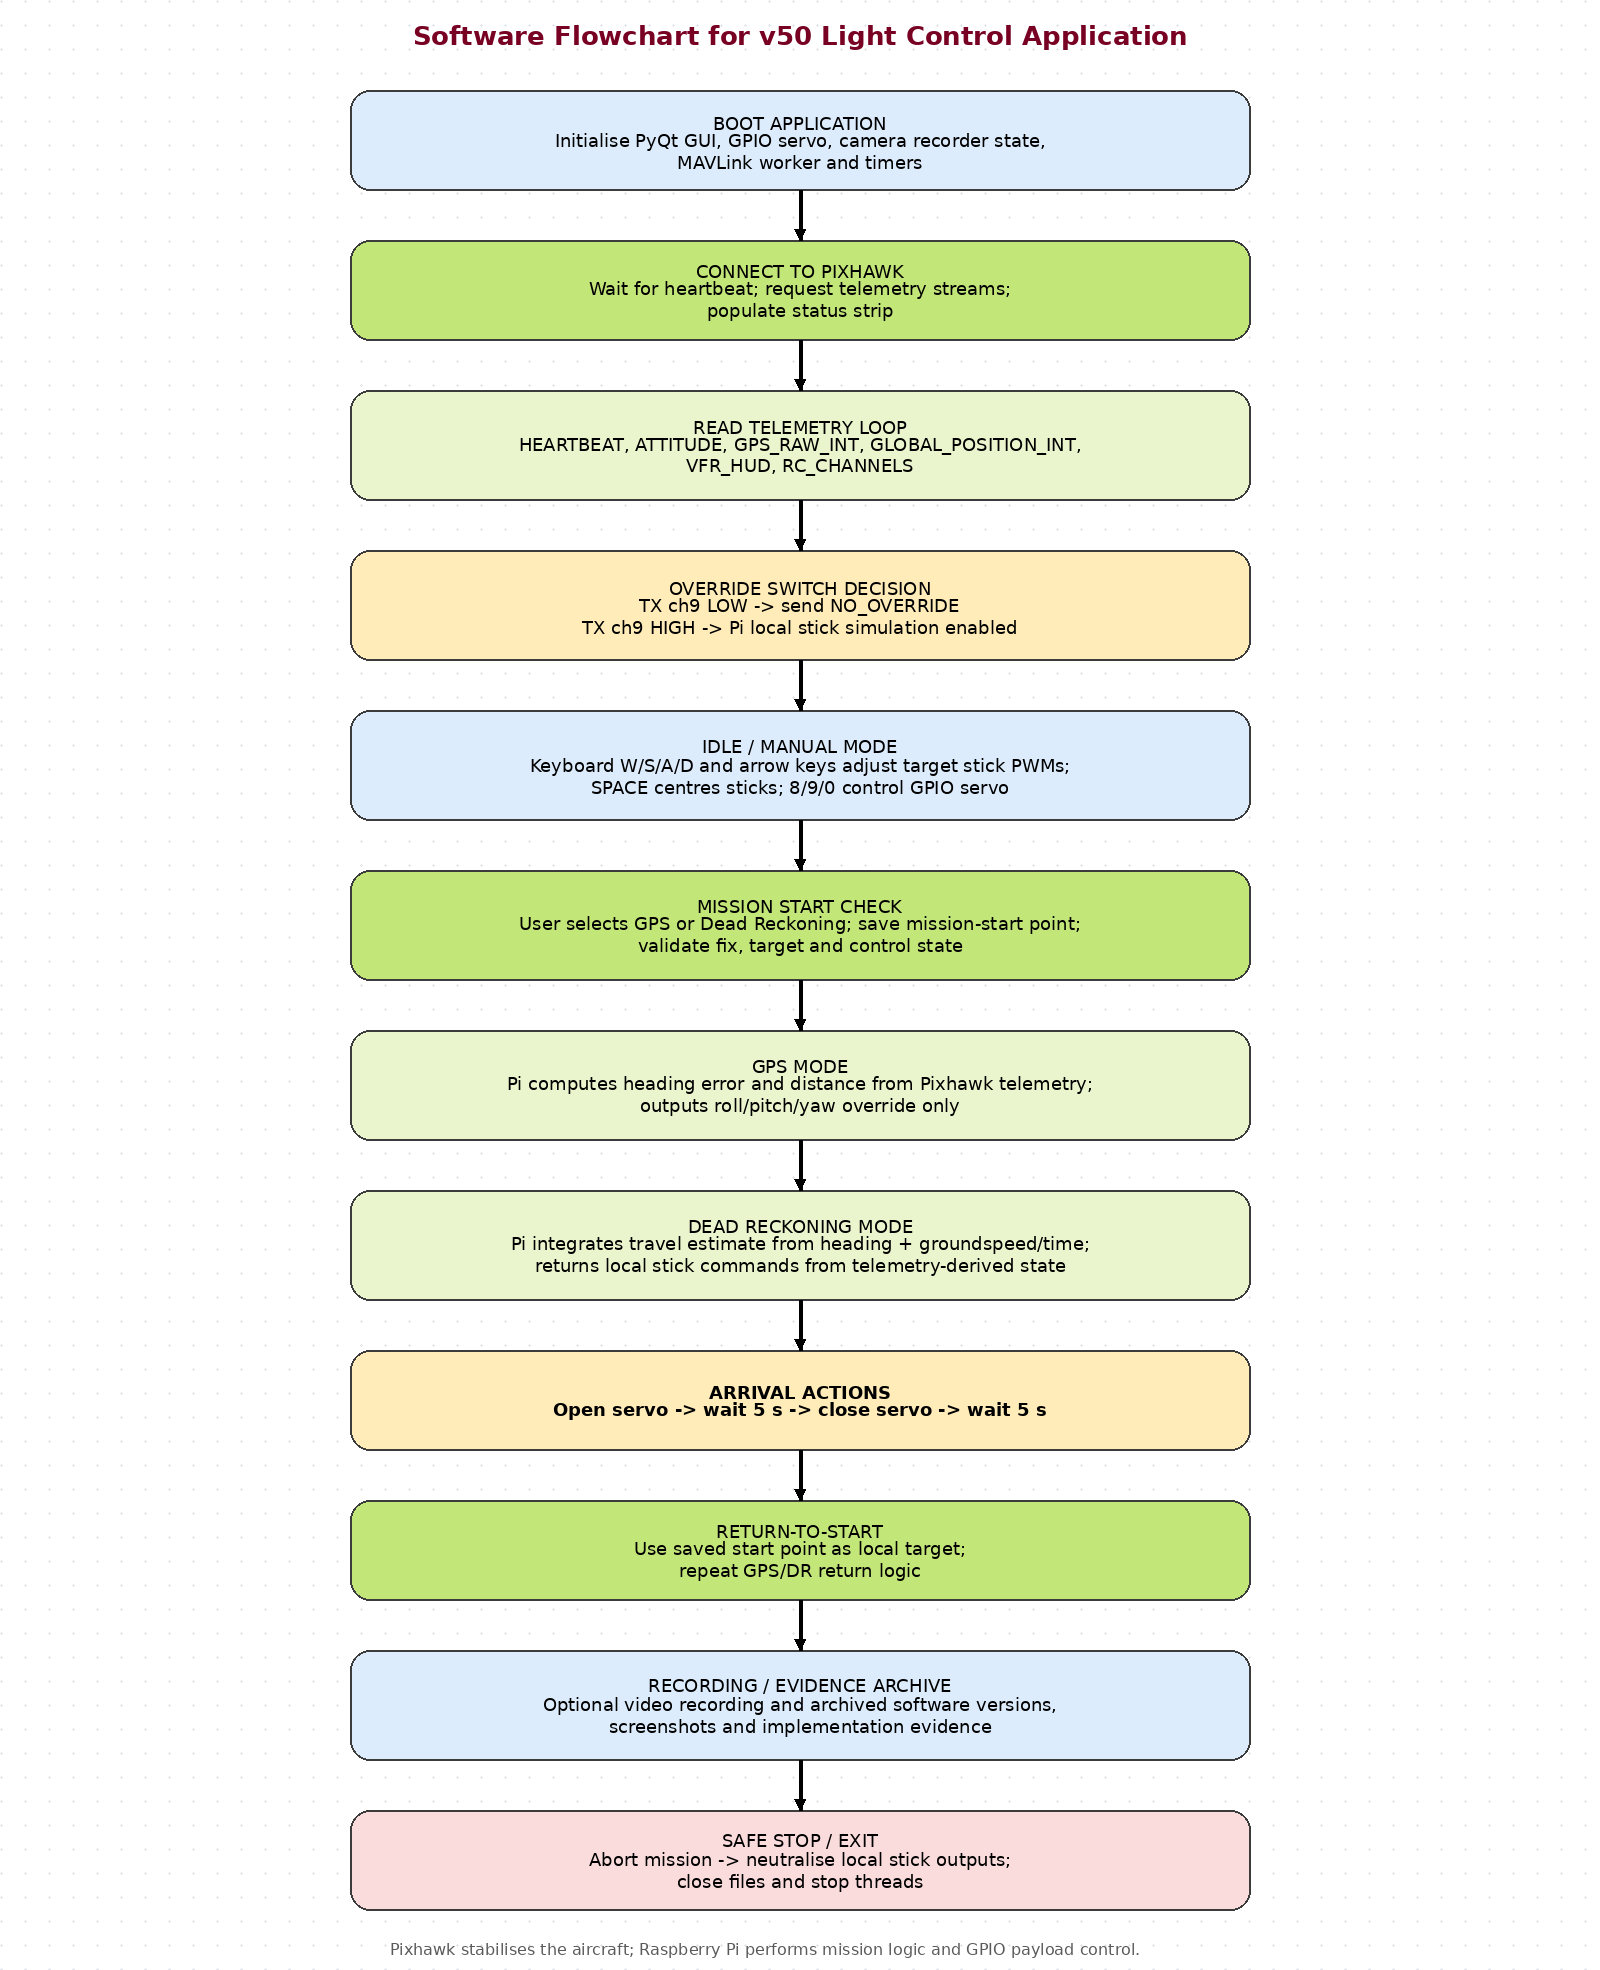 Software Flowchart for v50 Light Control Application
BOOT APPLICATION
Initialise PyQt GUI, GPIO servo, camera recorder state,
MAVLink worker and timers
CONNECT TO PIXHAWK
Wait for heartbeat; request telemetry streams;
populate status strip
READ TELEMETRY LOOP
HEARTBEAT, ATTITUDE, GPS_RAW_INT, GLOBAL_POSITION_INT,
VFR_HUD, RC_CHANNELS
OVERRIDE SWITCH DECISION
TX ch9 LOW -> send NO_OVERRIDE
TX ch9 HIGH -> Pi local stick simulation enabled
IDLE / MANUAL MODE
Keyboard W/S/A/D and arrow keys adjust target stick PWMs;
SPACE centres sticks; 8/9/0 control GPIO servo
MISSION START CHECK
User selects GPS or Dead Reckoning; save mission-start point;
validate fix, target and control state
GPS MODE
Pi computes heading error and distance from Pixhawk telemetry;
outputs roll/pitch/yaw override only
DEAD RECKONING MODE
Pi integrates travel estimate from heading + groundspeed/time;
returns local stick commands from telemetry-derived state
ARRIVAL ACTIONS
Open servo -> wait 5 s -> close servo -> wait 5 s
RETURN-TO-START
Use saved start point as local target;
repeat GPS/DR return logic
RECORDING / EVIDENCE ARCHIVE
Optional video recording and archived software versions,
screenshots and implementation evidence
SAFE STOP / EXIT
Abort mission -> neutralise local stick outputs;
close files and stop threads
Pixhawk stabilises the aircraft; Raspberry Pi performs mission logic and GPIO payload control.